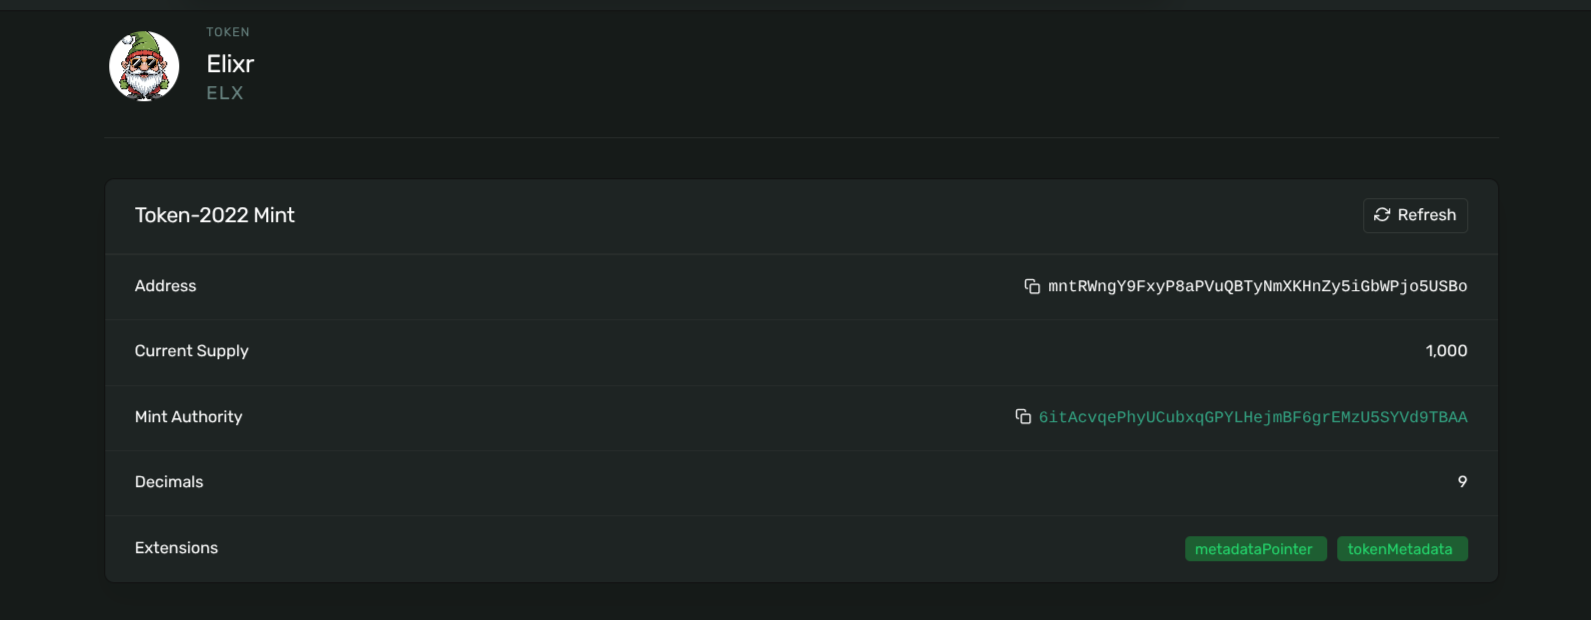 TOKEN
Elixr
ELX
Token-2022 Mint
Refresh
Address
mntRWngY9FxyP8aPVuQBTyNmXKHnZy5iGbWPjo5USBo
Current Supply
1,000
Mint Authority
6itAcvqePhyUCubxqGPYLHejmBF6grEMzU5SYVd9TBAA
Decimals
9
Extensions
metadataPointer
tokenMetadata